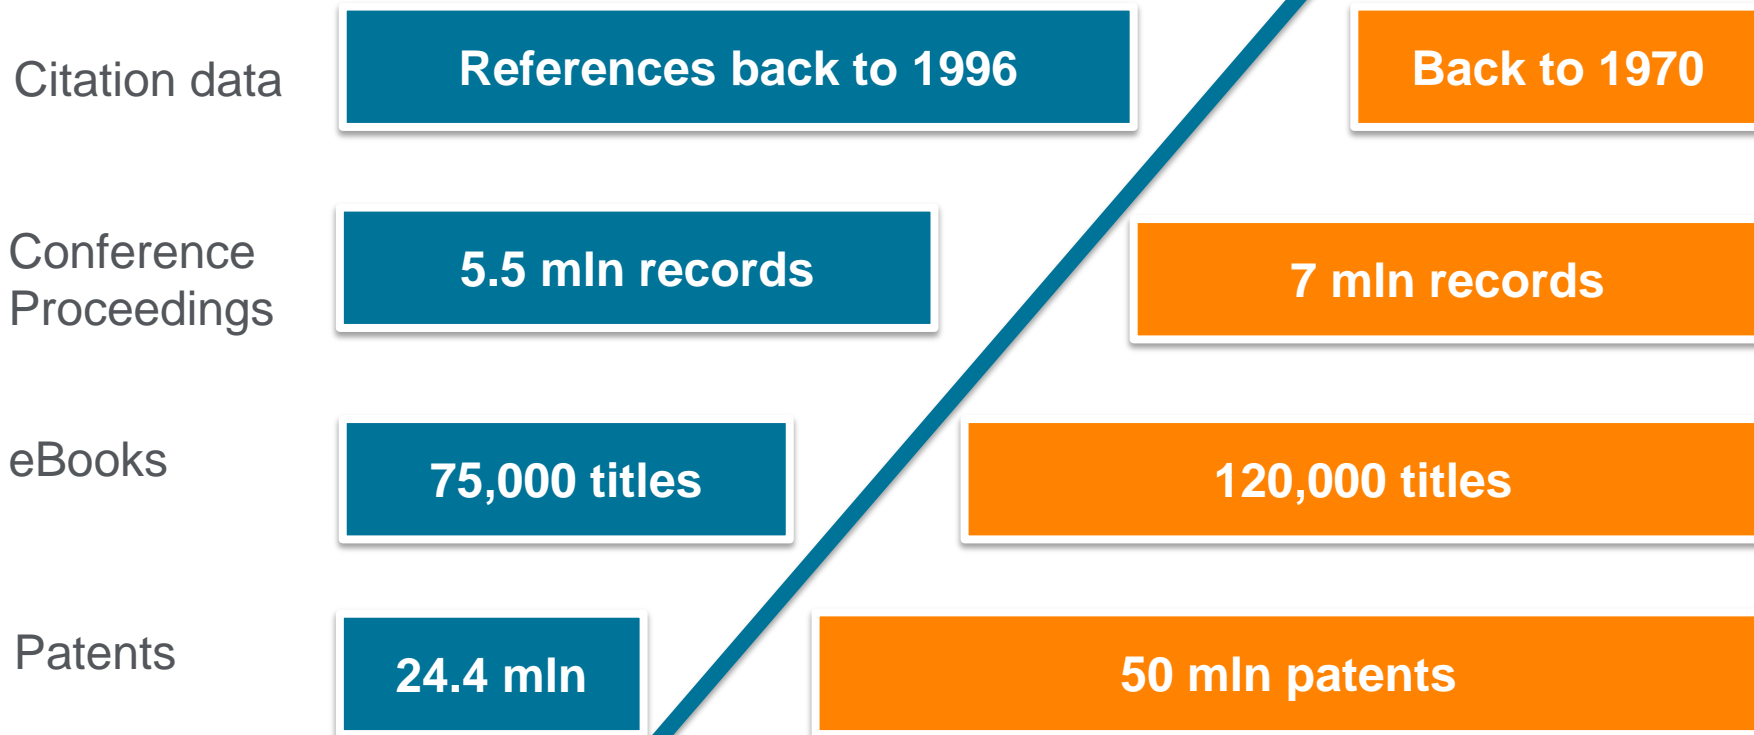 Citation data
References back to 1996
Back to 1970
Conference
Proceedings
5.5 mln records
7 mln records
eBooks
75,000 titles
120,000 titles
Patents
24.4 mln
50 mln patents